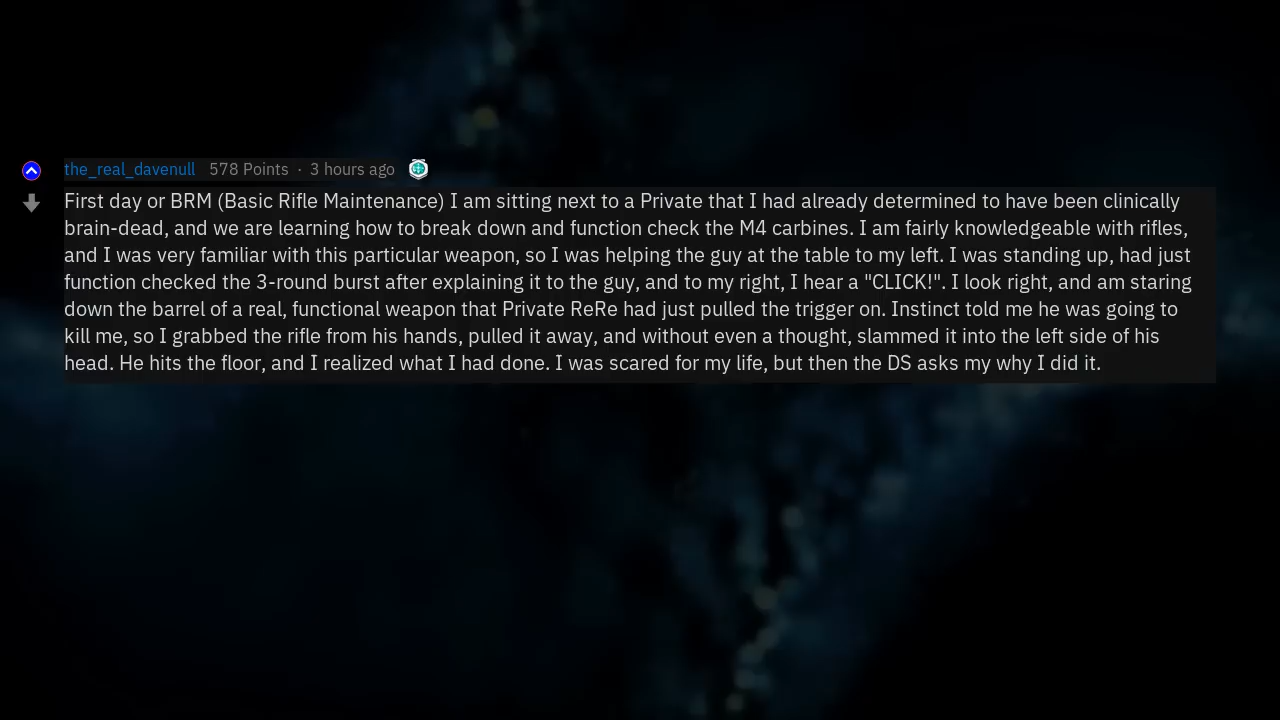 the_real_davenull 578 Points · 3 hours ago
First day or BRM (Basic Rifle Maintenance) I am sitting next to a Private that I had already determined to have been clinically
brain-dead, and we are learning how to break down and function check the M4 carbines. I am fairly knowledgeable with rifles,
and I was very familiar with this particular weapon, so I was helping the guy at the table to my left. I was standing up, had just
function checked the 3-round burst after explaining it to the guy, and to my right, I hear a "CLICK!". I look right, and am staring
down the barrel of a real, functional weapon that Private ReRe had just pulled the trigger on. Instinct told me he was going to
kill me, so I grabbed the rifle from his hands, pulled it away, and without even a thought, slammed it into the left side of his
head. He hits the floor, and I realized what I had done. I was scared for my life, but then the DS asks my why I did it.